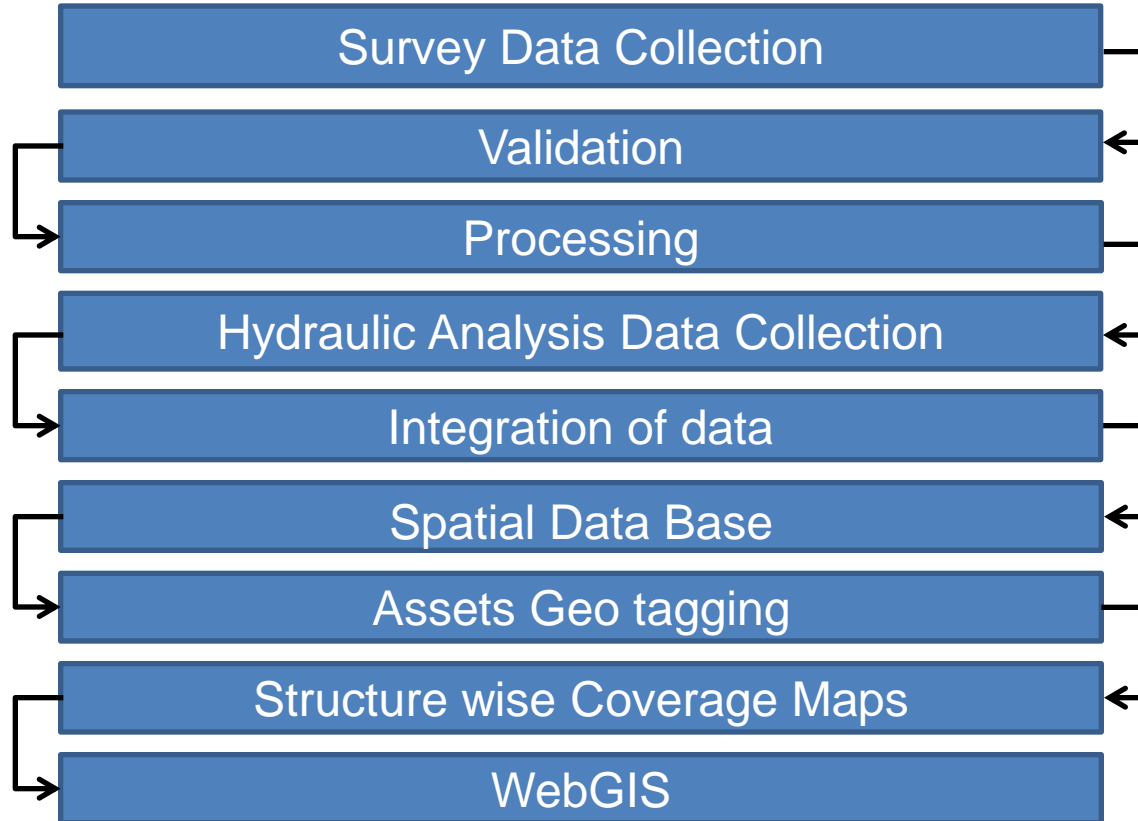 Survey Data Collection
Validation
Processing
Hydraulic Analysis Data Collection
Integration of data
Spatial Data Base
Assets Geo tagging
Structure wise Coverage Maps
WebGIS